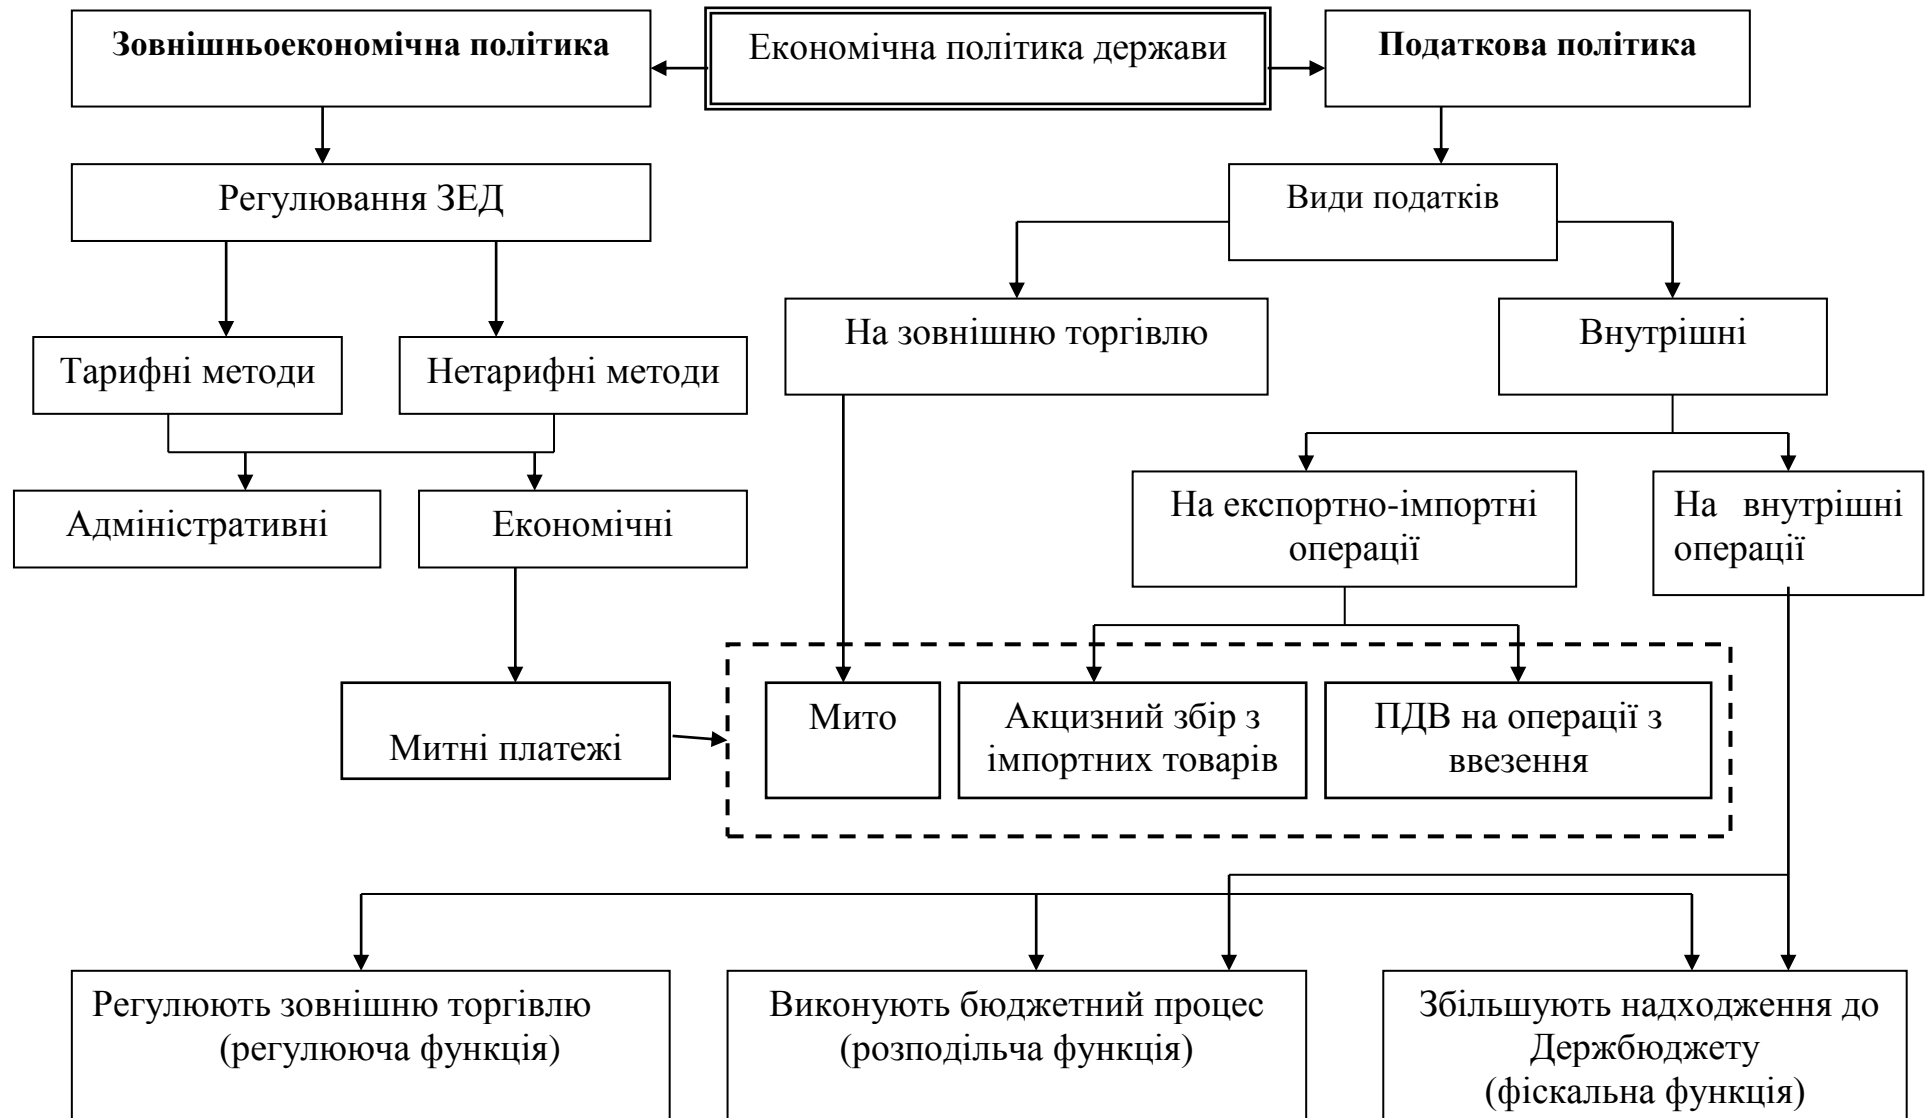 Зовнішньоекономічна політика
Економічна політика держави
Податкова політика
Регулювання ЗЕД
Види податків
На зовнішню торгівлю
Внутрішні
Тарифні методи
Нетарифні методи
Адміністративні
Економічні
На експортно-імпортні
операції
На внутрішні
операції
Митні платежі
Мито
Акцизний збір з
імпортних товарів
ПДВ на операції з
ввезення
Регулюють зовнішню торгівлю
(регулююча функція)
Виконують бюджетний процес
(розподільча функція)
Збільшують надходження до
Держбюджету
(фіскальна функція)